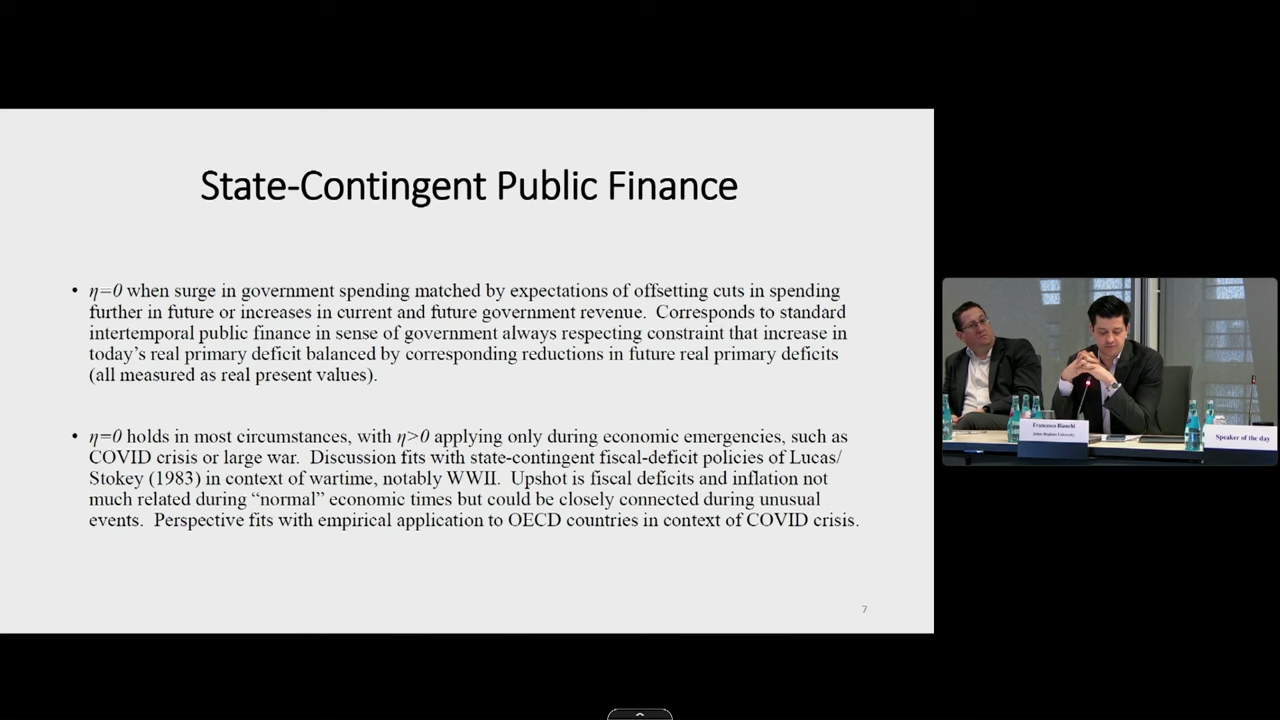 State-Contingent Public Finance
• η=0 when surge in government spending matched by expectations of offsetting cuts in spending
further in future or increases in current and future government revenue.  Corresponds to standard
intertemporal public finance in sense of government always respecting constraint that increase in
today’s real primary deficit balanced by corresponding reductions in future real primary deficits
(all measured as real present values).
• η=0 holds in most circumstances, with η>0 applying only during economic emergencies, such as
COVID crisis or large war.  Discussion fits with state-contingent fiscal-deficit policies of Lucas/
Stokey (1983) in context of wartime, notably WWII.  Upshot is fiscal deficits and inflation not
much related during “normal” economic times but could be closely connected during unusual
events.  Perspective fits with empirical application to OECD countries in context of COVID crisis.
7
Francesco Bianchi
Johns Hopkins University
Speaker of the day